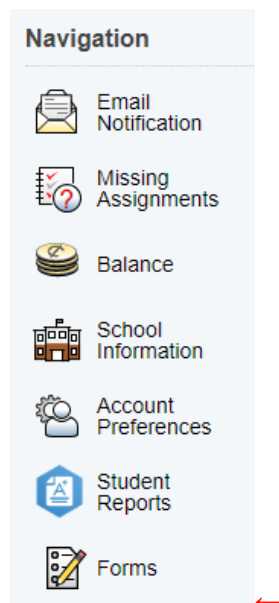 Navigation
Email
Notification
Missing
Assignments
Balance
School
Information
Account
Preferences
Student
Reports
Forms